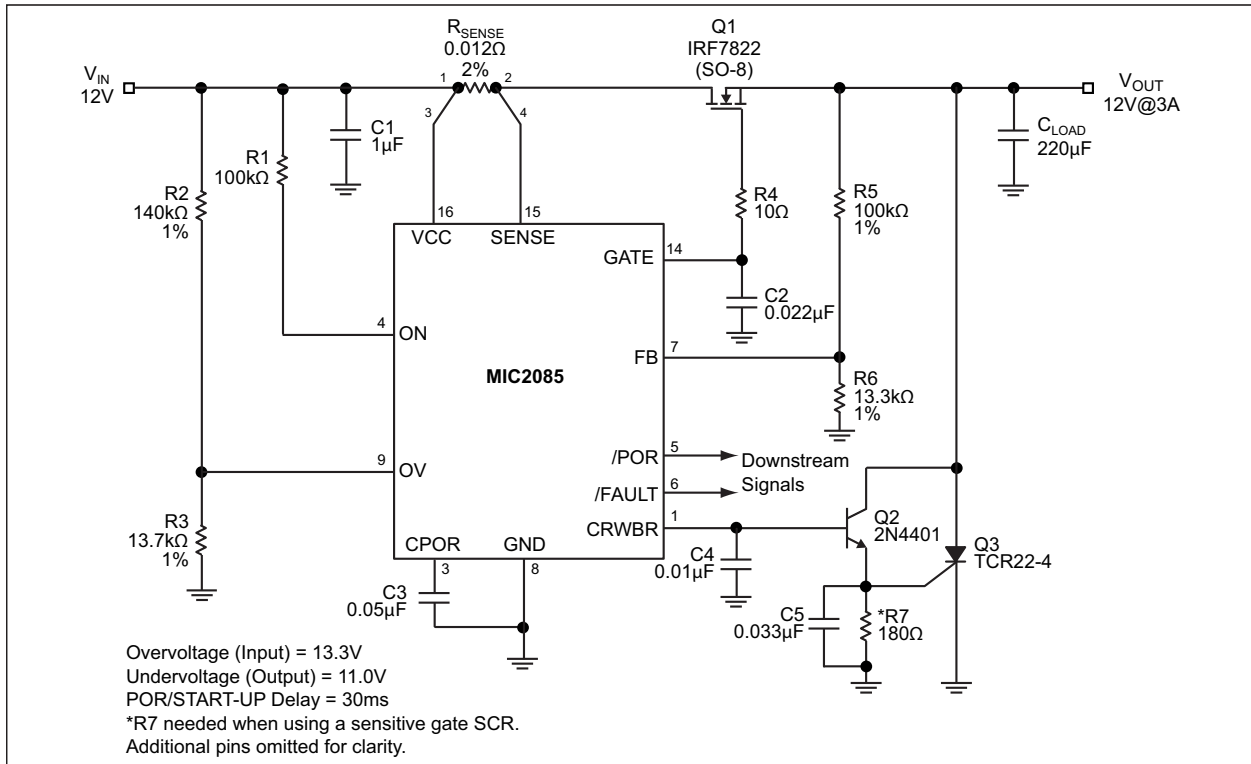 R_SENSE
0.012Ω
2%
Q1
IRF7822
(SO-8)
V_IN
12V
1
2
3
4
V_OUT
12V@3A
C1
1µF
C_LOAD
220µF
R1
100kΩ
R2
140kΩ
1%
R4
10Ω
R5
100kΩ
1%
16
15
VCC
SENSE
GATE
14
C2
0.022µF
4
ON
FB
7
MIC2085
R6
13.3kΩ
1%
9
OV
/POR
5
Downstream
Signals
/FAULT
6
CRWBR
1
R3
13.7kΩ
1%
CPOR
GND
3
8
C3
0.05µF
C4
0.01µF
Q2
2N4401
Q3
TCR22-4
C5
0.033µF
*R7
180Ω
Overvoltage (Input) = 13.3V
Undervoltage (Output) = 11.0V
POR/START-UP Delay = 30ms
*R7 needed when using a sensitive gate SCR.
Additional pins omitted for clarity.